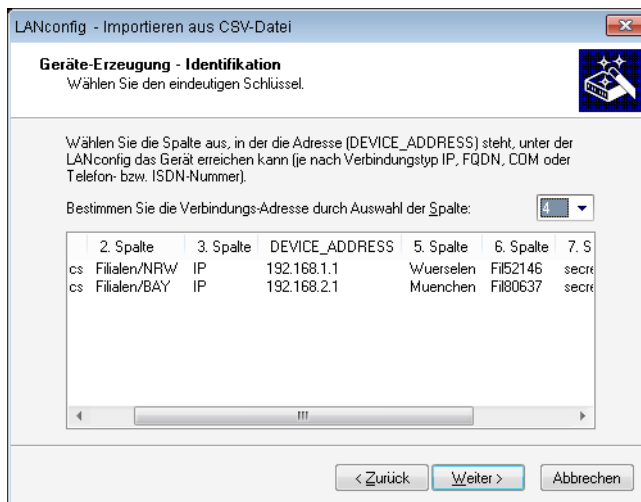 LANconfig - Importieren aus CSV-Datei
Geräte-Erzeugung - Identifikation
Wählen Sie den eindeutigen Schlüssel.
Wählen Sie die Spalte aus, in der die Adresse (DEVICE_ADDRESS) steht, unter der
LANconfig das Gerät erreichen kann (je nach Verbindungstyp IP, FQDN, COM oder
Telefon- bzw. ISDN-Nummer).
Bestimmen Sie die Verbindungs-Adresse durch Auswahl der Spalte: 4
2. Spalte 3. Spalte DEVICE_ADDRESS 5. Spalte 6. Spalte 7. S
cs Filialen/NRW IP 192.168.1.1 Wuerselen Fil52146 secre
cs Filialen/BAY IP 192.168.2.1 Muenchen Fil80637 secre
< Zurück Weiter > Abbrechen